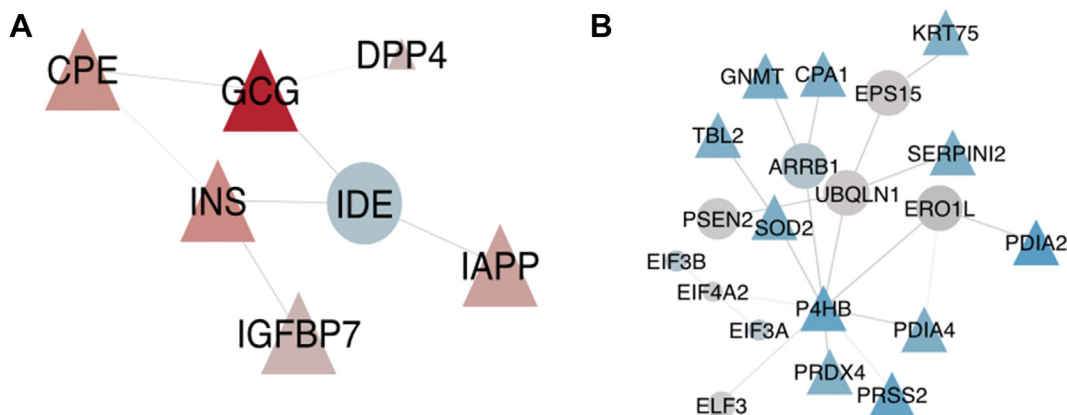 A
CPE
GCG
DPP4
INS
IDE
IAPP
IGFBP7
B
KRT75
GNMT
CPA1
EPS15
TBL2
ARRB1
SERPINI2
UBQLN1
PSEN2
SOD2
ERO1L
PDIA2
EIF3B
EIF4A2
P4HB
EIF3A
PDIA4
PRDX4
PRSS2
ELF3